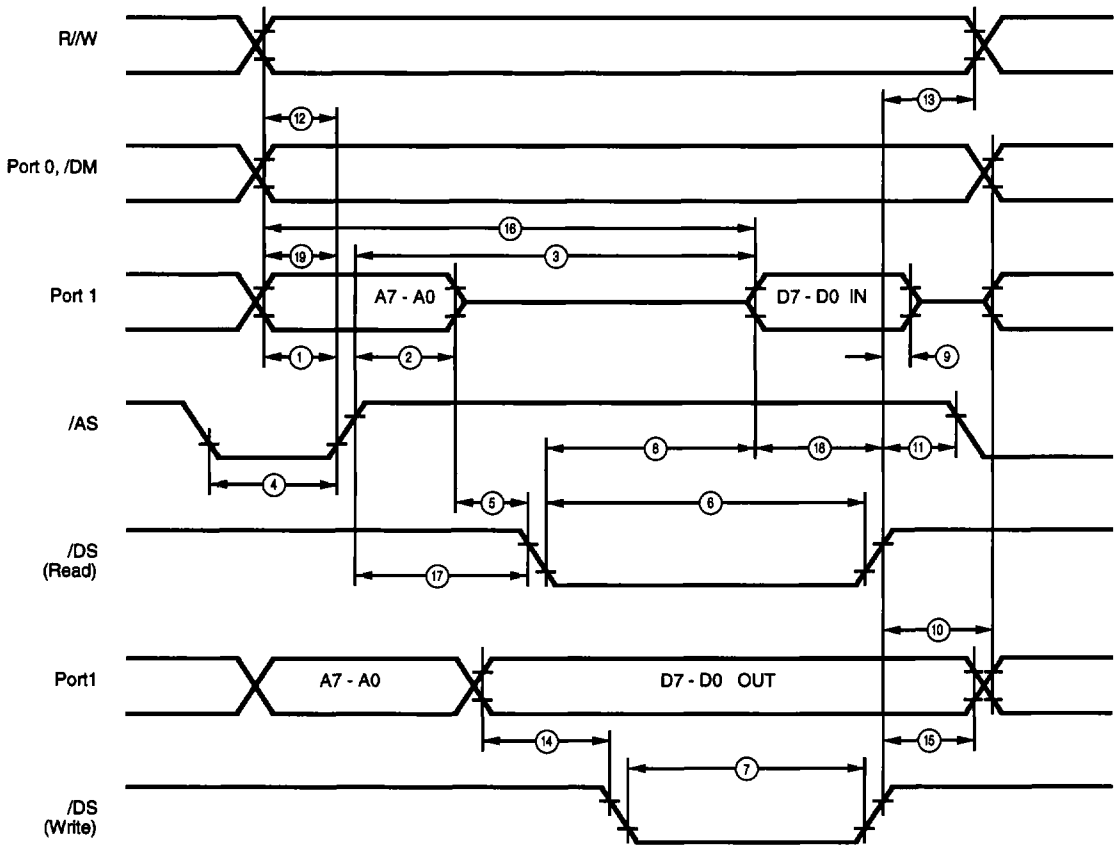 R//W
13
12
Port 0, /DM
16
19
3
Port 1
A7 - A0
D7 - D0 IN
1
2
9
/AS
8
18
11
4
5
6
/DS
(Read)
17
10
Port1
A7 - A0
D7 - D0 OUT
14
15
7
/DS
(Write)